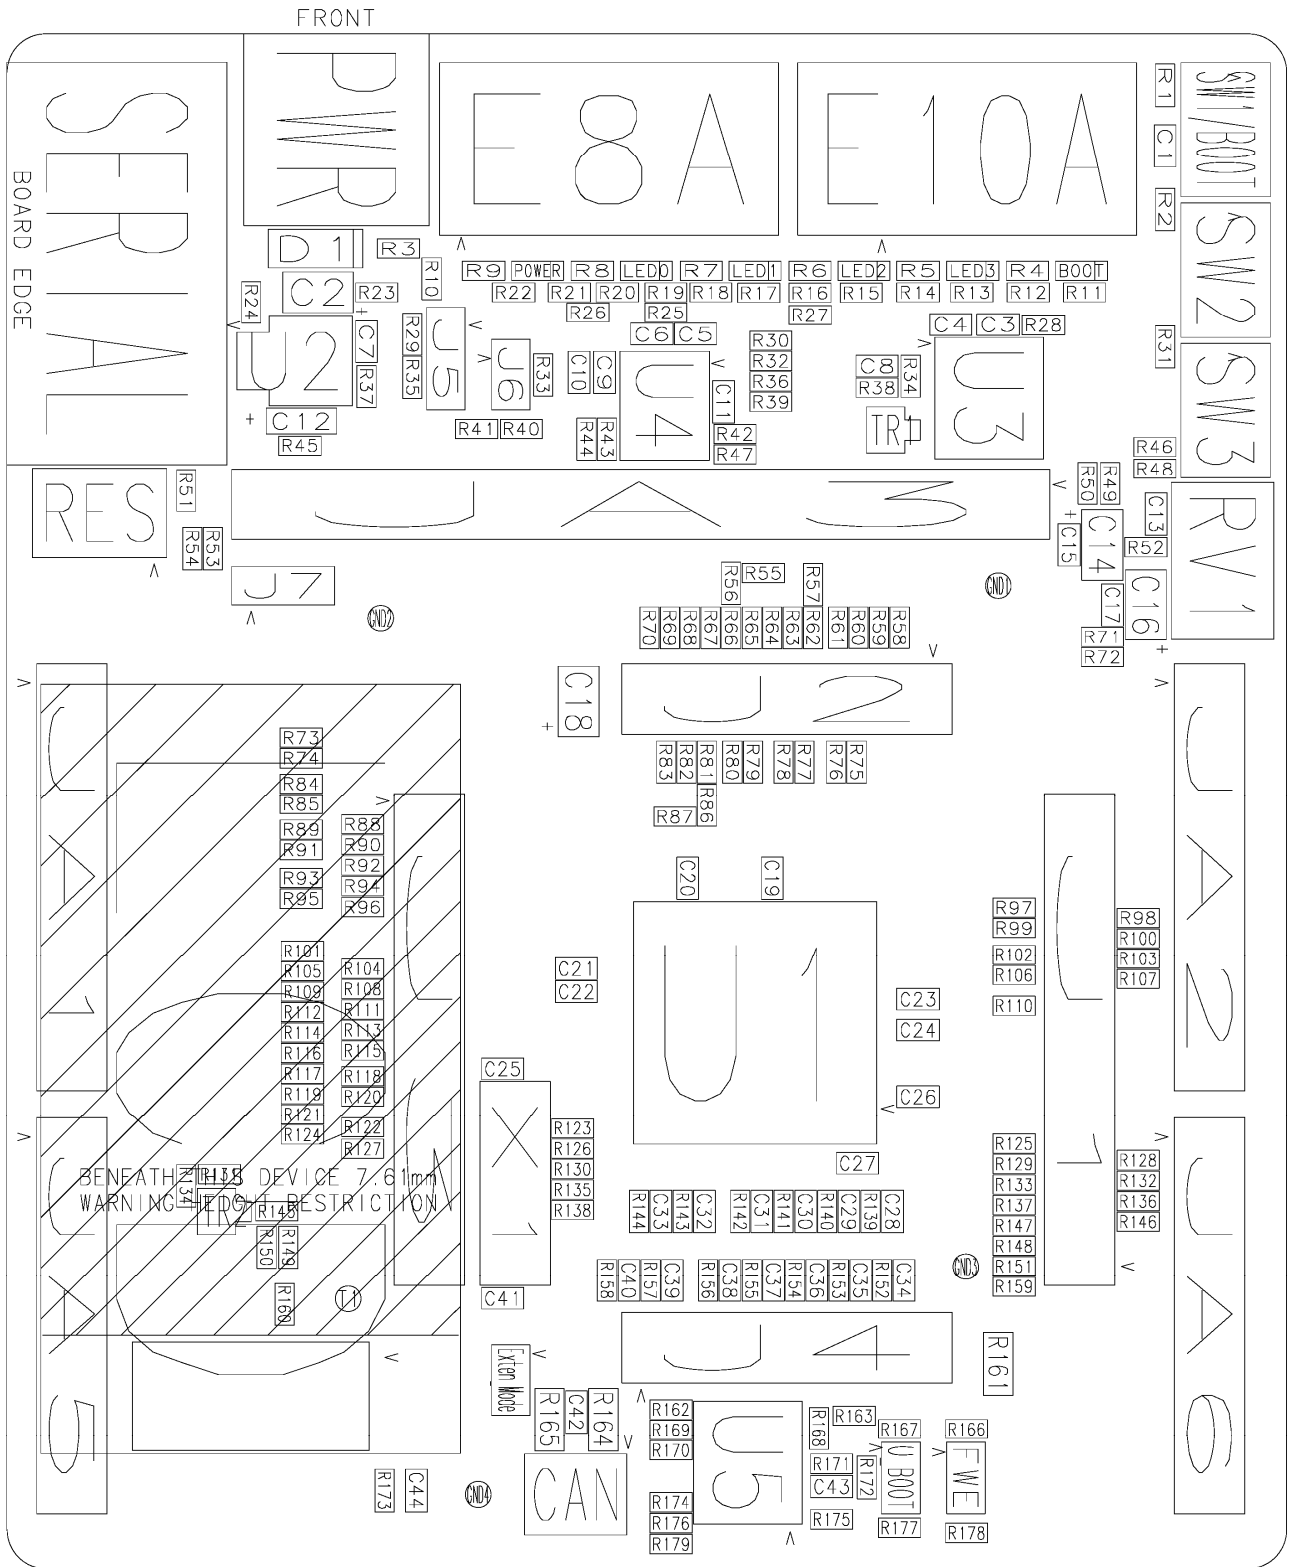 FRONT
SERIAL
PWR
E8A
E10A
R1
SW1/BOOT
C1
R2
SW2
BOARD EDGE
D1
R3
R10
R9 POWER R8 LED0 R7 LED1 R6 LED2 R5 LED3 R4 BOOT
R22 R21 R20 R19 R18 R17 R16 R15 R14 R13 R12 R11
R26 R25 R27
R24
C2
R23
U2
C7
R37
R29
R35
J5
J6
R33
C10
C9
C6 C5
U4
C11
R30
R32
R36
R39
C4 C3 R28
C8
R38
R34
TR1
U3
R31
SW3
C12
R45
R41 R40
R44
R43
R42
R47
R46
R48
RES
R51
R54
R53
JA3
R50
R49
C15
C14
C13
R52
RV1
C17
C16
R71
R72
J7
GND2
GND1
R56
R55
R57
R70 R69 R68 R67 R66 R65 R64 R63 R62 R61 R60 R59 R58
C18
J2
R83 R82 R81 R80 R79 R78 R77 R76 R75
R87
R86
JA1
R73
R74
R84
R85
R89
R91
R93
R95
R88
R90
R92
R94
R96
C20
C19
U1
R97
R99
R102
R106
R110
R98
R100
R103
R107
J1
JA2
R101
R105
R109
R112
R114
R116
R117
R119
R121
R124
R104
R108
R111
R113
R115
R118
R120
R122
R127
C21
C22
C23
C24
C25
C26
X1
R123
R126
R130
R135
R138
C27
R125
R129
R133
R137
R147
R148
R151
R159
R128
R132
R136
R146
BENEATH THIS DEVICE 7.61mm
WARNING HEIGHT RESTRICTION
R134
R131
TR2
R145
R150
R149
R160
T1
R144 C33 R143 C32 R142 C31 R141 C30 R140 C29 R139 C28
R158 C40 R157 C39 R156 C38 R155 C37 R154 C36 R153 C35 R152 C34
GND3
C41
J4
R161
JA5
JA6
Exten Mode
R165
C42
R164
R162
R169
R170
U5
R168
R163
R167
R166
R171
C43
R172
U BOOT
FWE
R173
C44
GND4
CAN
R174
R176
R179
R175
R177
R178